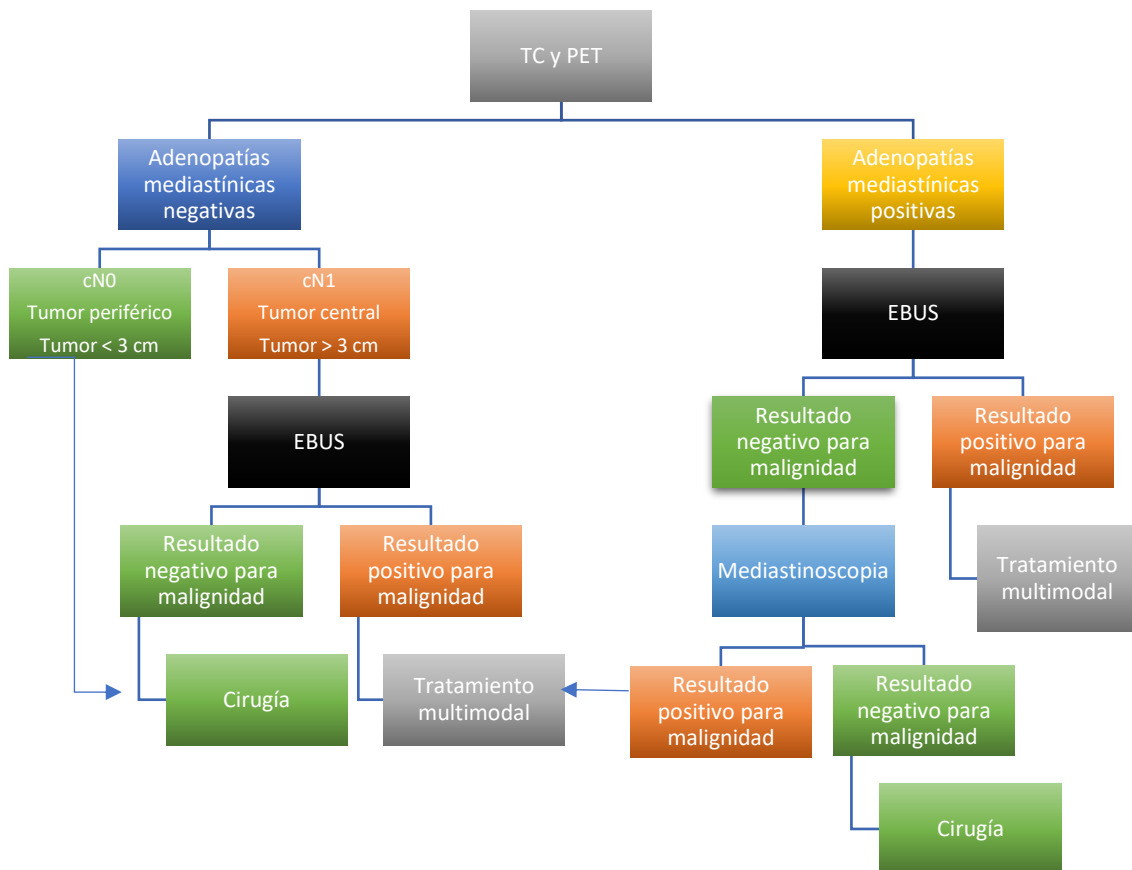 TC y PET
Adenopatías
mediastínicas
negativas
Adenopatías
mediastínicas
positivas
cN0
Tumor periférico
Tumor < 3 cm
cN1
Tumor central
Tumor > 3 cm
EBUS
EBUS
Resultado
negativo para
malignidad
Resultado
positivo para
malignidad
Resultado
negativo para
malignidad
Resultado
positivo para
malignidad
Mediastinoscopia
Tratamiento
multimodal
Cirugía
Tratamiento
multimodal
Resultado
positivo para
malignidad
Resultado
negativo para
malignidad
Cirugía